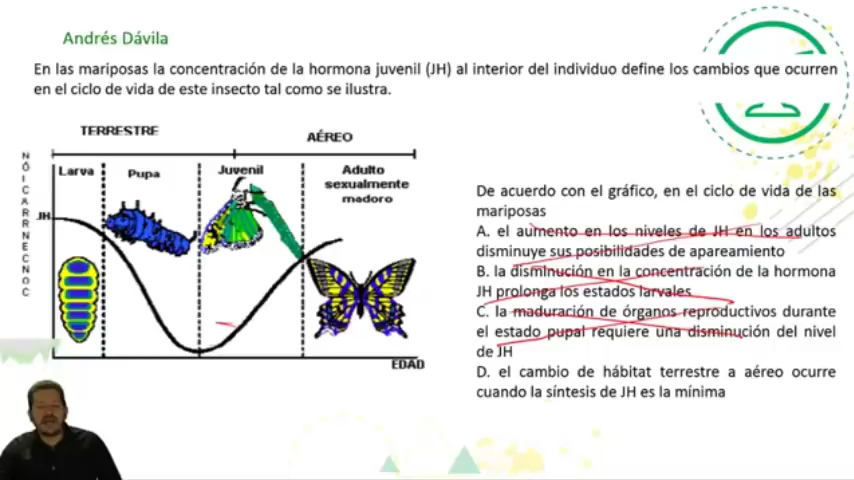 Andrés Dávila
En las mariposas la concentración de la hormona juvenil (JH) al interior del individuo define los cambios que ocurren
en el ciclo de vida de este insecto tal como se ilustra.
TERRESTRE
AÉREO
Larva
Pupa
Juvenil
Adulto
sexualmente
madoro
NÓICARRNECNOC
JH
EDAD
De acuerdo con el gráfico, en el ciclo de vida de las
mariposas
A. el aumento en los niveles de JH en los adultos
disminuye sus posibilidades de apareamiento
B. la disminución en la concentración de la hormona
JH prolonga los estados larvales
C. la maduración de órganos reproductivos durante
el estado pupal requiere una disminución del nivel
de JH
D. el cambio de hábitat terrestre a aéreo ocurre
cuando la síntesis de JH es la mínima